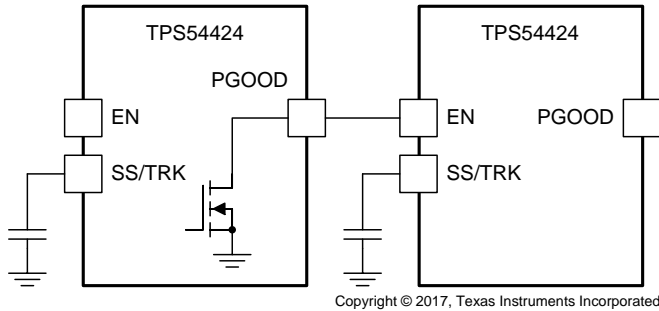 TPS54424
TPS54424
PGOOD
EN
EN
PGOOD
SS/TRK
SS/TRK
Copyright © 2017, Texas Instruments Incorporated